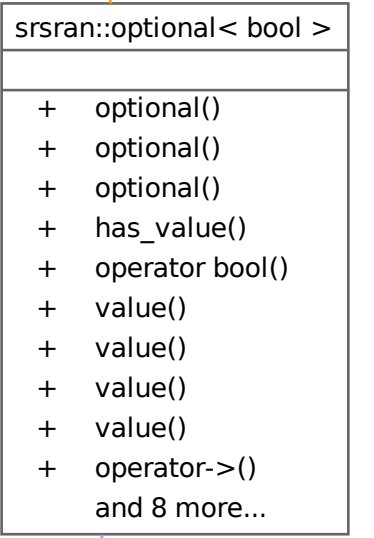 srsran::optional< bool >
+ optional()
+ optional()
+ optional()
+ has_value()
+ operator bool()
+ value()
+ value()
+ value()
+ value()
+ operator->()
and 8 more...